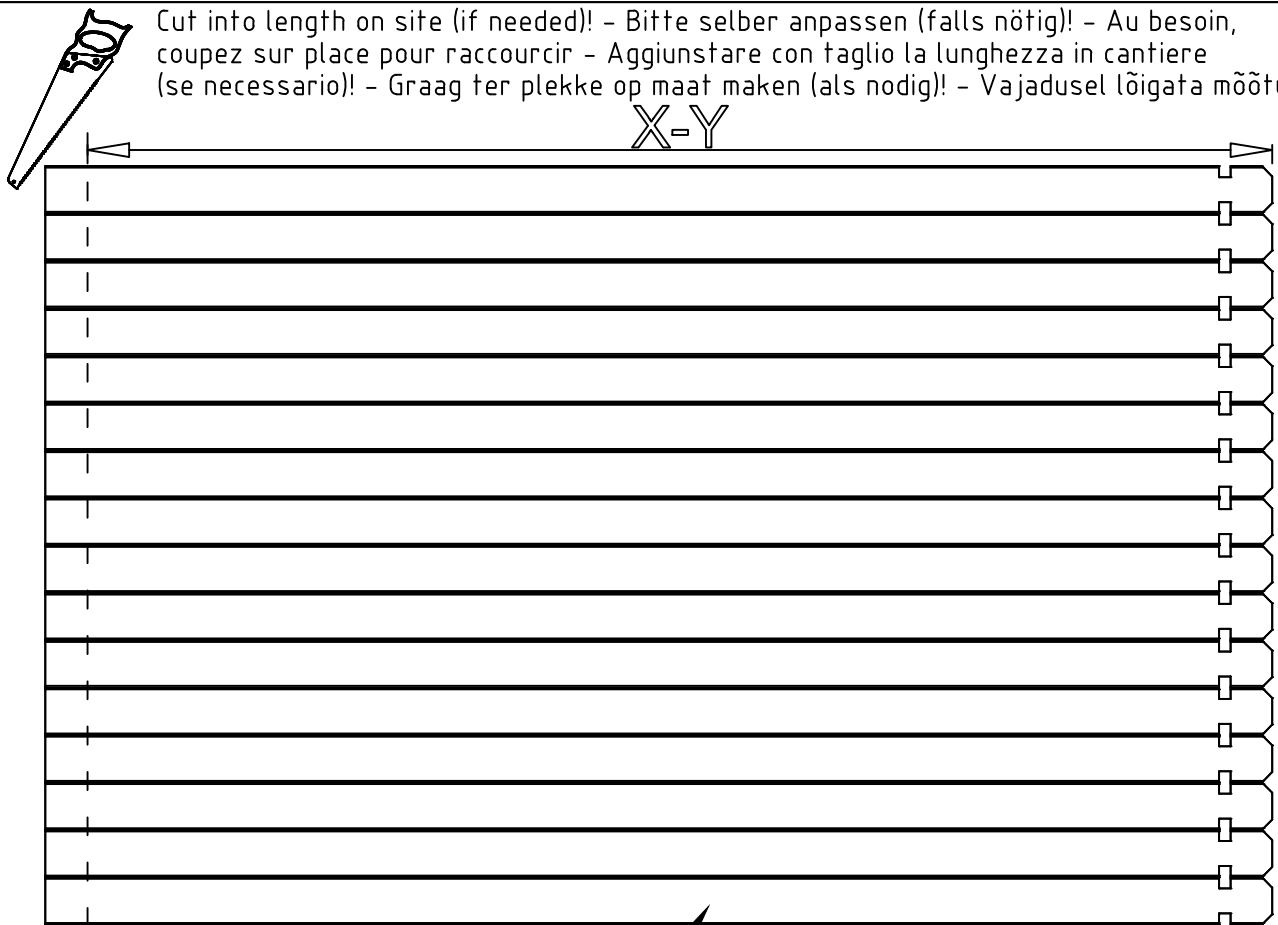 Cut into length on site (if needed)! - Bitte selber anpassen (falls nötig)! - Au besoin,
coupez sur place pour raccourcir - Aggiunstare con taglio la lunghezza in cantiere
(se necessario)! - Graag ter plekke op maat maken (als nodig)! - Vajadusel lõigata
X-Y